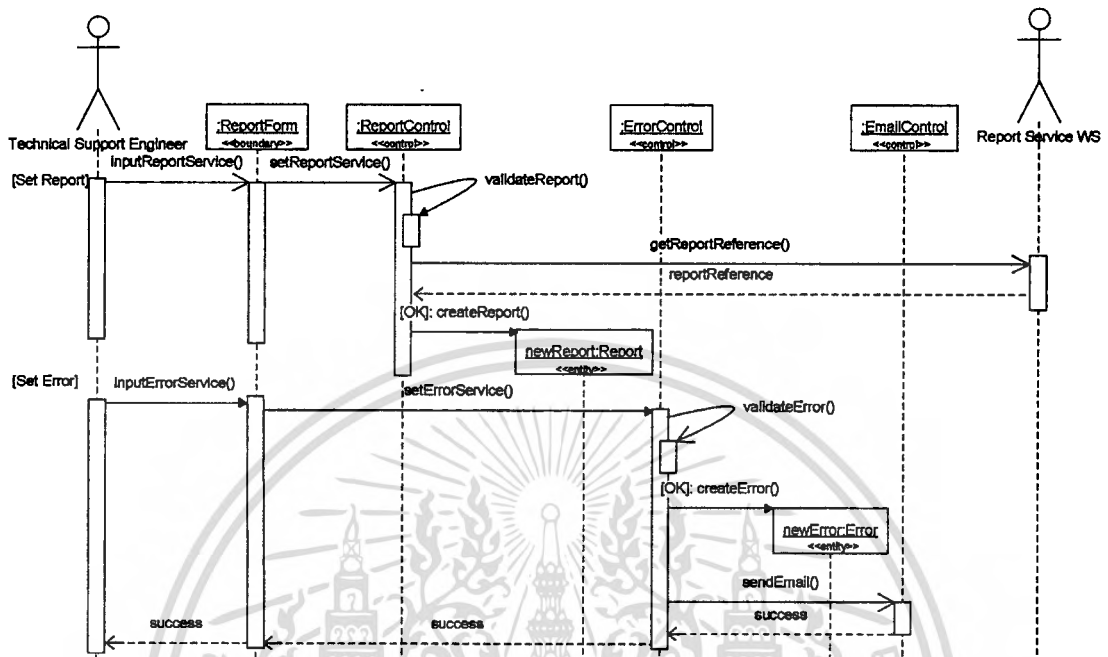 :ReportForm
<<boundary>>
:ReportControl
<<control>>
:ErrorControl
<<control>>
:EmailControl
<<control>>
Technical Support Engineer
Report Service WS
inputReportService()
setReportService()
[Set Report]
validateReport()
getReportReference()
reportReference
[OK]: createReport()
newReport:Report
<<entity>>
[Set Error]
inputErrorService()
setErrorService()
validateError()
[OK]: createError()
newError:Error
<<entity>>
sendEmail()
success
success
success